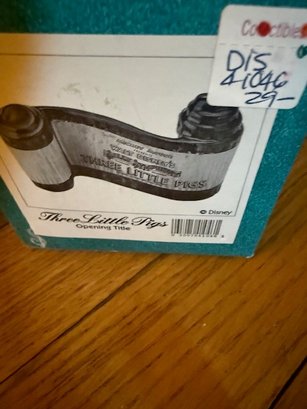 Collectible
DIS
41046
29-
WALT DISNEY'S
THREE LITTLE PIGS
Three Little Pigs
Opening Title
© Disney